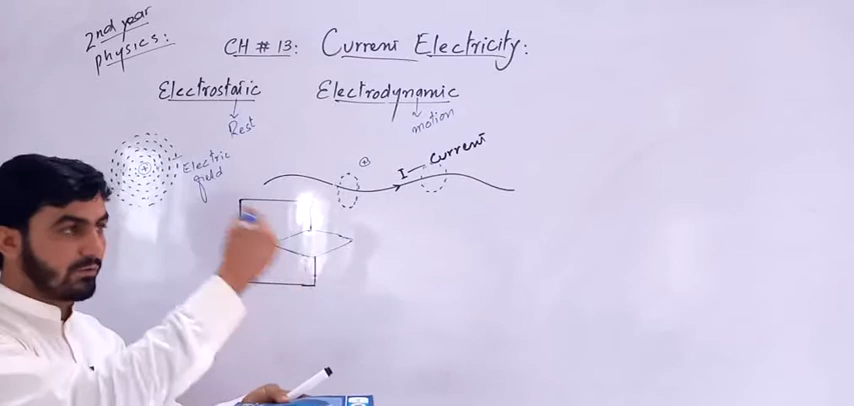 2nd year
physics:
CH # 13: Current Electricity:
Electrostatic
Electrodynamic
Rest
motion
+
Electric
field
+
I — current